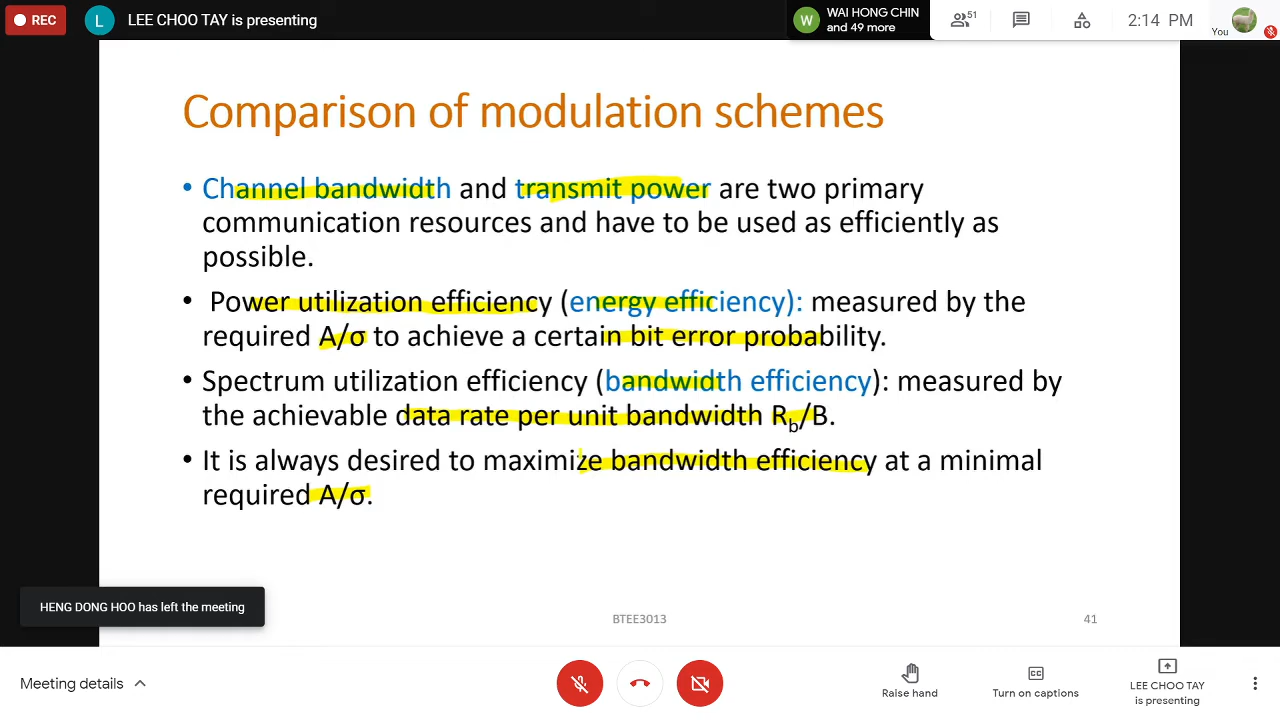 REC
L
LEE CHOO TAY is presenting
W
WAI HONG CHIN
and 49 more
51
2:14 PM
You
Comparison of modulation schemes
• Channel bandwidth and transmit power are two primary
communication resources and have to be used as efficiently as
possible.
• Power utilization efficiency (energy efficiency): measured by the
required A/σ to achieve a certain bit error probability.
• Spectrum utilization efficiency (bandwidth efficiency): measured by
the achievable data rate per unit bandwidth Rb/B.
• It is always desired to maximize bandwidth efficiency at a minimal
required A/σ.
HENG DONG HOO has left the meeting
BTEE3013
41
Meeting details
Raise hand
CC
Turn on captions
LEE CHOO TAY
is presenting